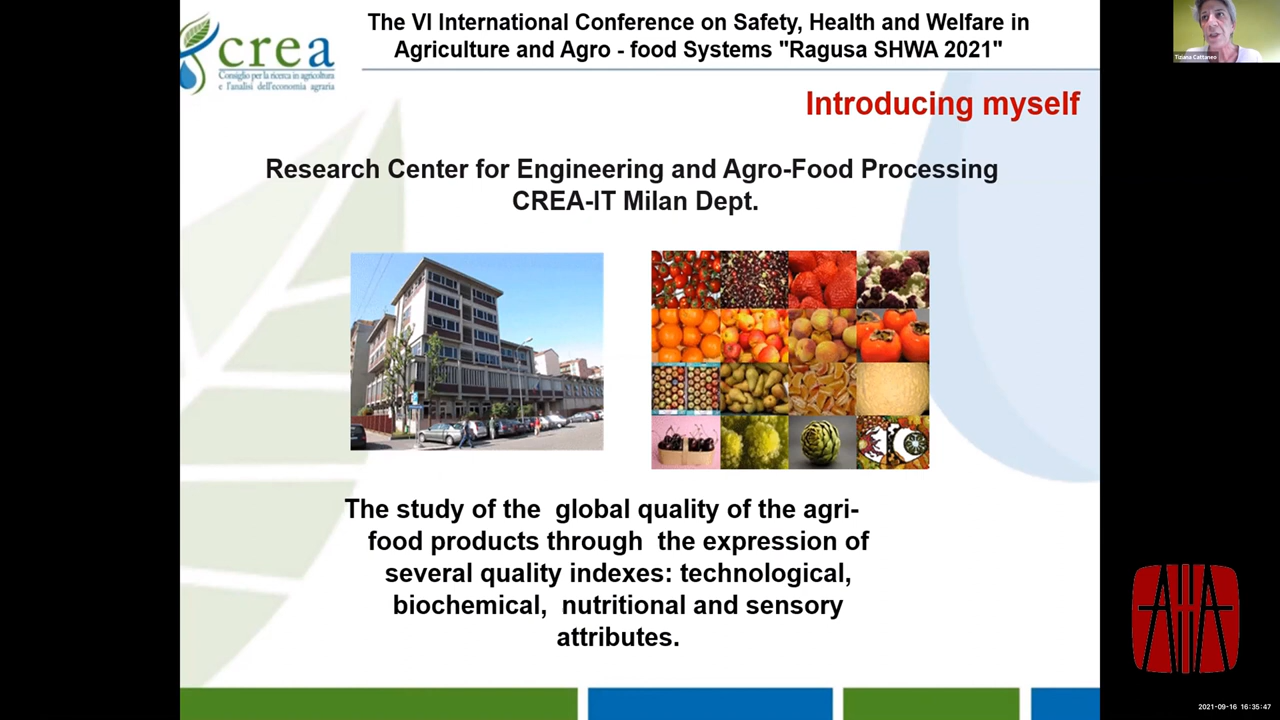 The VI International Conference on Safety, Health and Welfare in
Agriculture and Agro - food Systems "Ragusa SHWA 2021"
crea
Consiglio per la ricerca in agricoltura
e l'analisi dell'economia agraria
Tiziana Cattaneo
Introducing myself
Research Center for Engineering and Agro-Food Processing
CREA-IT Milan Dept.
The study of the  global quality of the agri-
food products through  the expression of
several quality indexes: technological,
biochemical,  nutritional and sensory
attributes.
2021-09-16 16:35:47